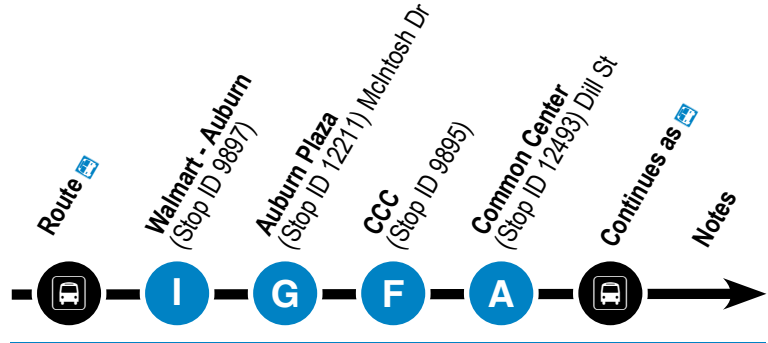 Route
Walmart - Auburn
(Stop ID 9897)
Auburn Plaza
(Stop ID 12211) McIntosh Dr
CCC
(Stop ID 9895)
Common Center
(Stop ID 12493) Dill St
Continues as
Notes
I
G
F
A